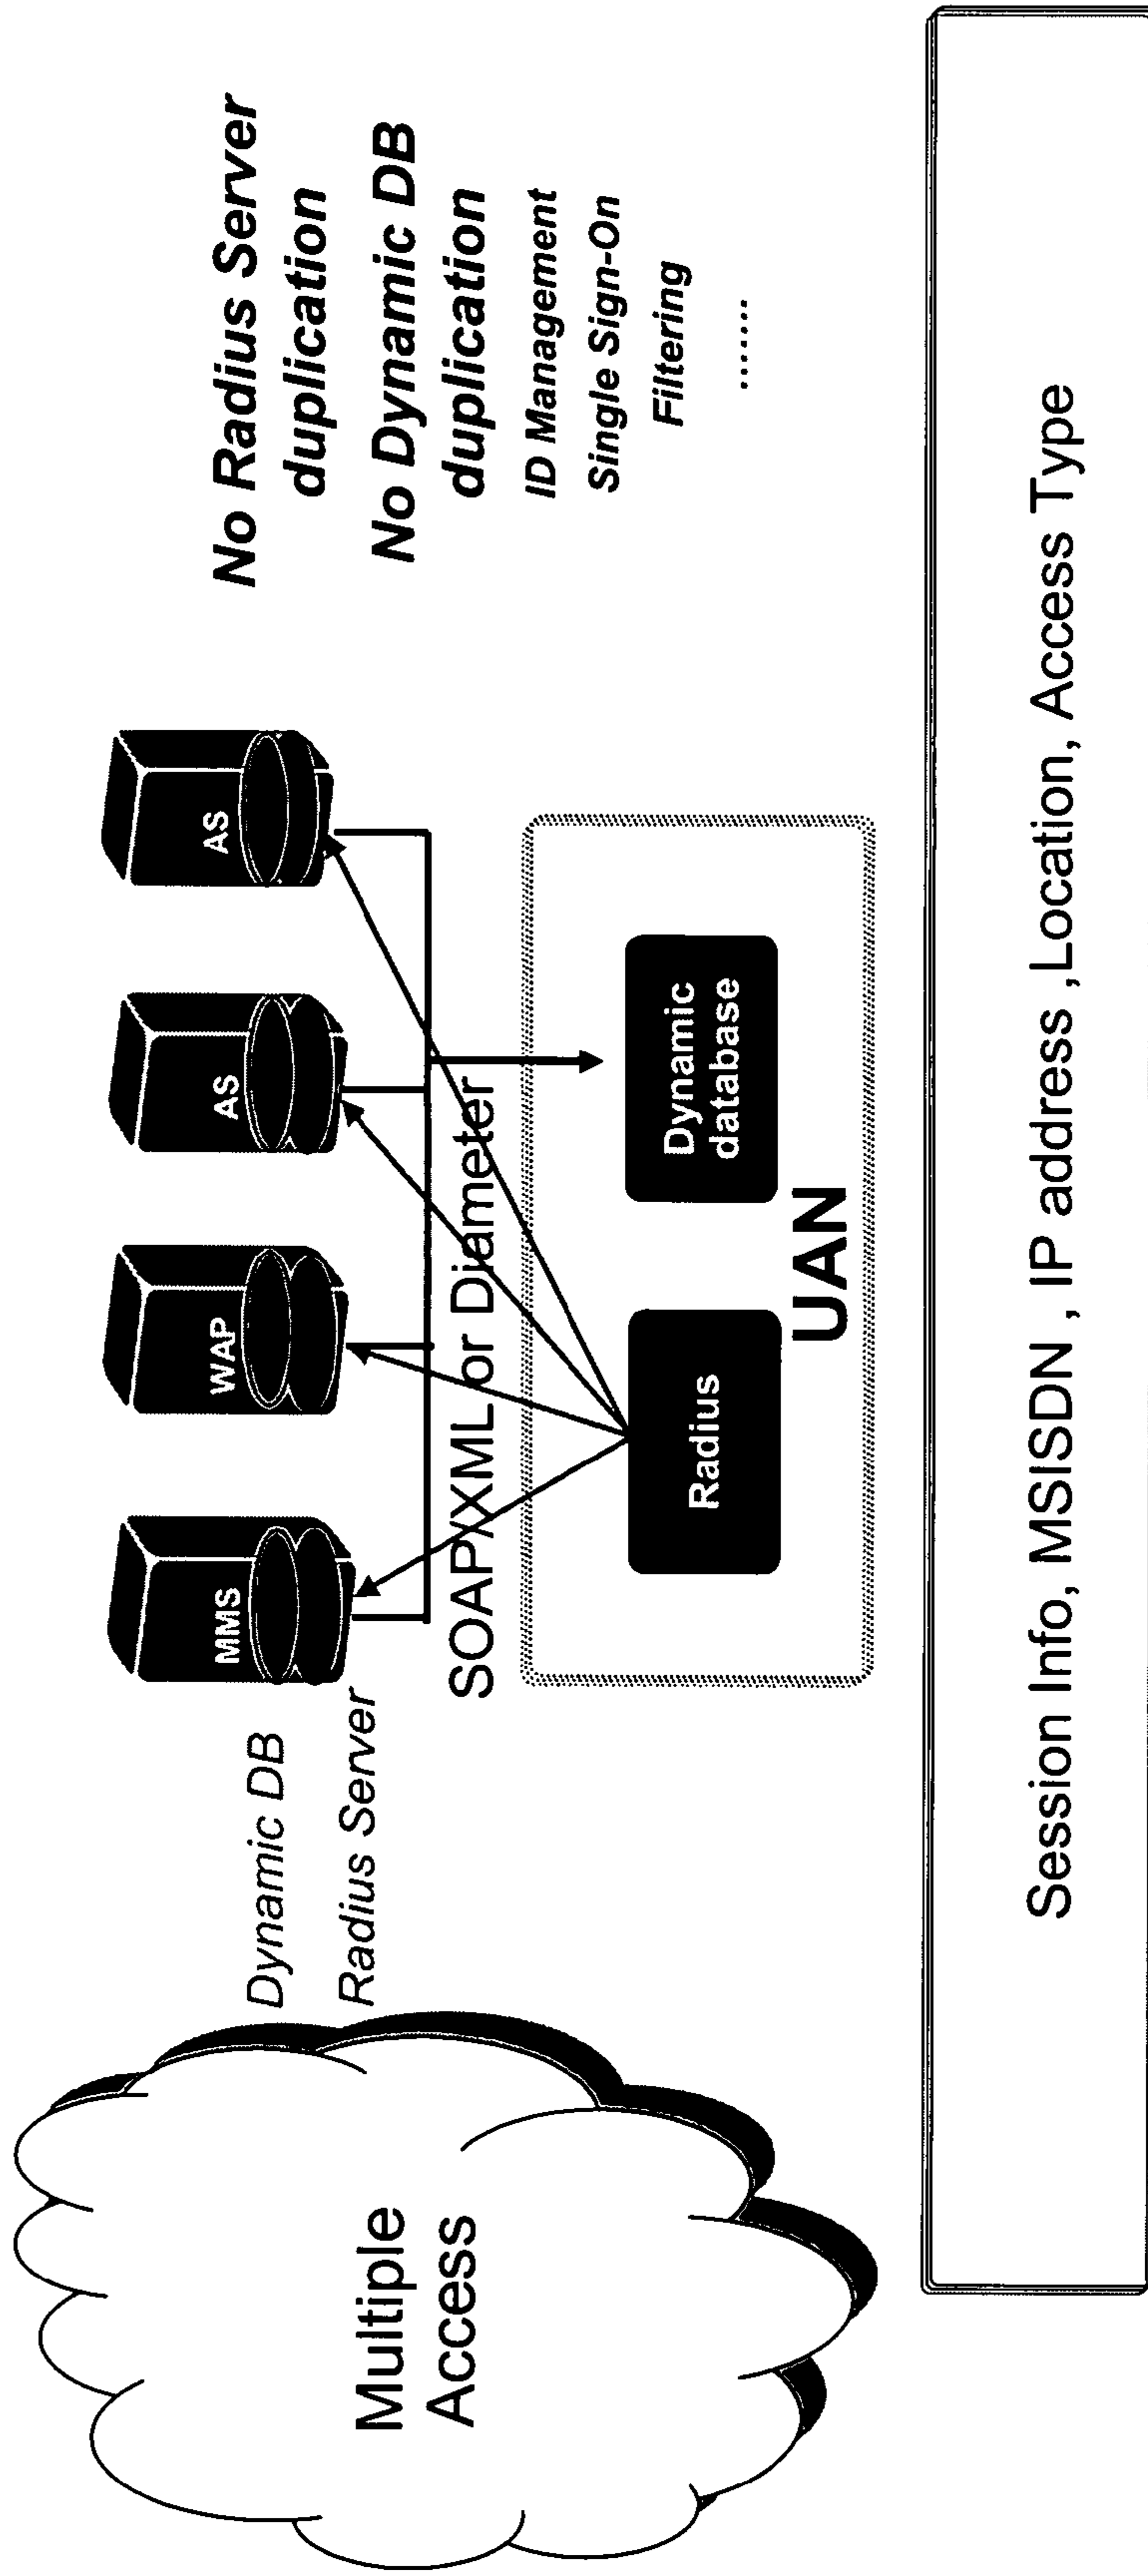 Multiple
Access
Dynamic DB
Radius Server
MMS
WAP
AS
AS
SOAP/XML or Diameter
Radius
Dynamic
database
UAN
No Radius Server
duplication
No Dynamic DB
duplication
ID Management
Single Sign-On
Filtering
.......
Session Info, MSISDN , IP address ,Location, Access Type